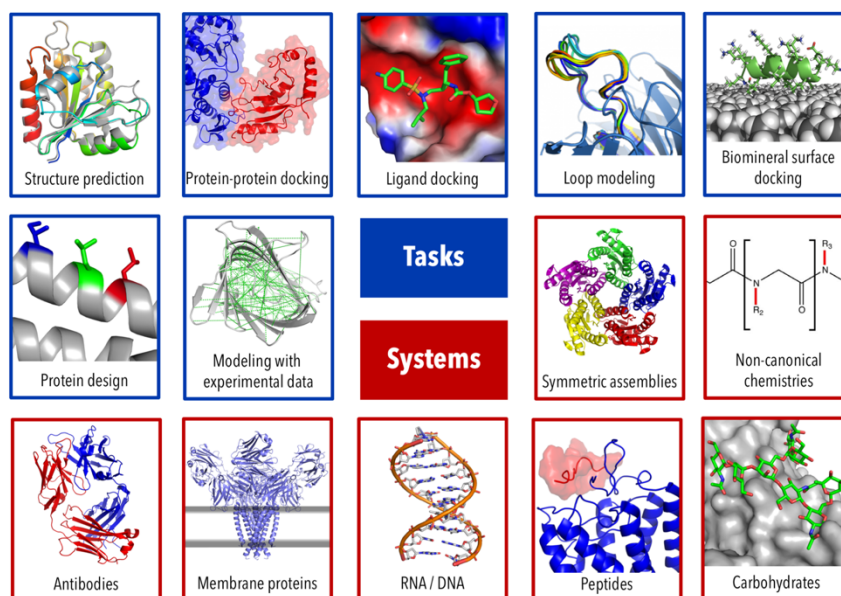 Structure prediction
Protein-protein docking
Ligand docking
Loop modeling
Biomineral surface
docking
Protein design
Modeling with
experimental data
Tasks
Systems
Symmetric assemblies
O
N
R2
O
N
R3
Non-canonical
chemistries
Antibodies
Membrane proteins
RNA / DNA
Peptides
Carbohydrates